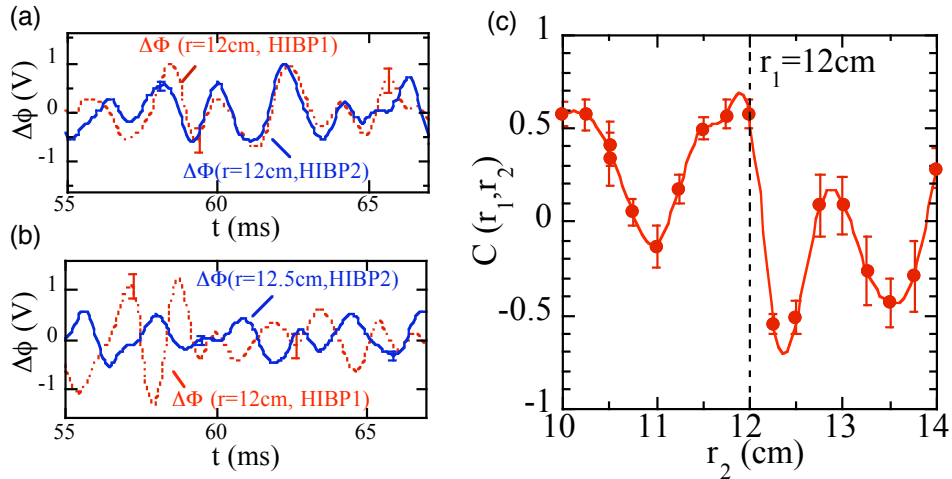 (a)
ΔΦ (r=12cm, HIBP1)
1
0
-1
Δϕ (V)
ΔΦ(r=12cm,HIBP2)
55 60 65
t (ms)
(b)
ΔΦ(r=12.5cm,HIBP2)
1
0
-1
Δϕ (V)
ΔΦ (r=12cm, HIBP1)
55 60 65
t (ms)
(c)
1
r₁=12cm
0.5
0
-0.5
-1
C (r₁,r₂)
10 11 12 13 14
r₂ (cm)